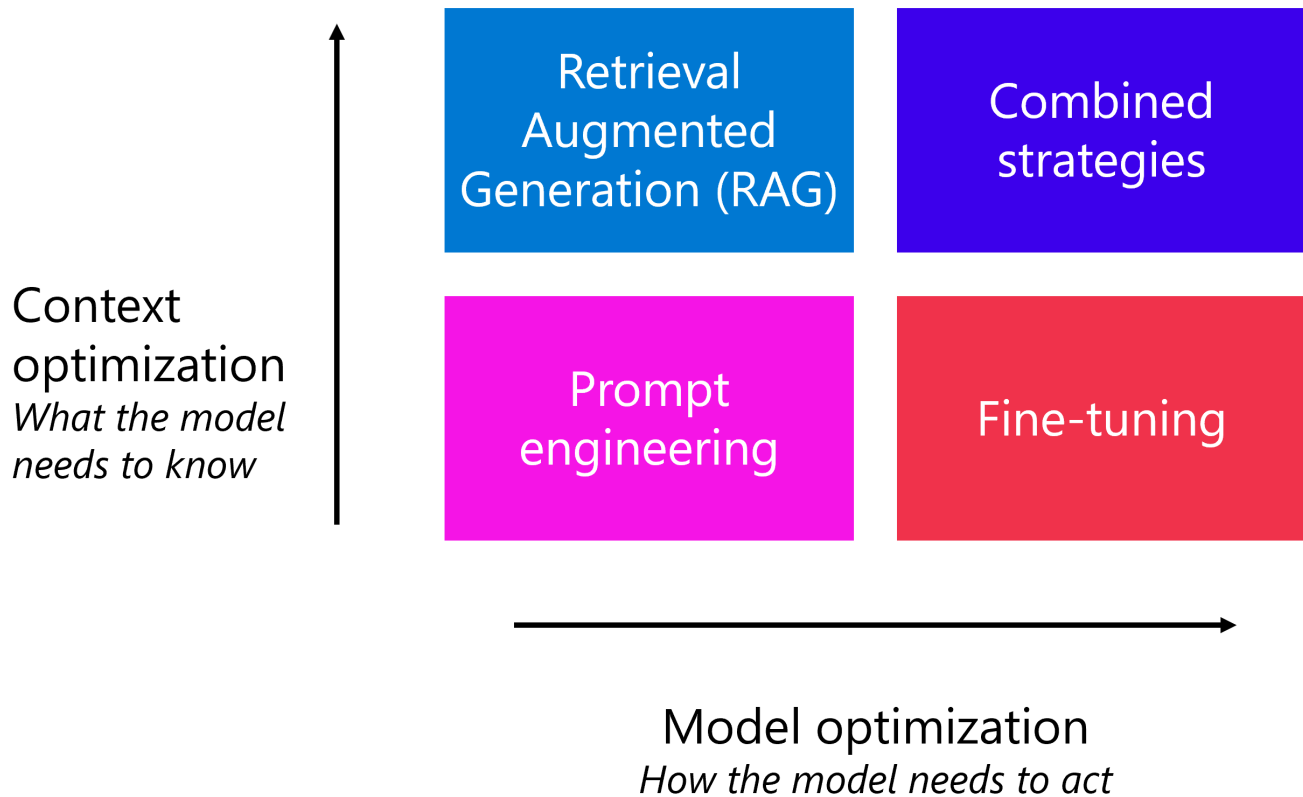 Retrieval
Augmented
Generation (RAG)
Combined
strategies
Context
optimization
What the model
needs to know
Prompt
engineering
Fine-tuning
Model optimization
How the model needs to act